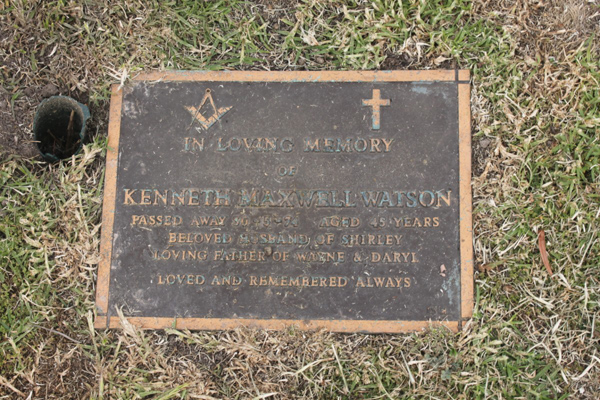 IN LOVING MEMORY
OF
KENNETH MAXWELL WATSON
PASSED AWAY AGED 45 YEARS
BELOVED HUSBAND OF SHIRLEY
LOVING FATHER OF WAYNE & DARYL
LOVED AND REMEMBERED ALWAYS